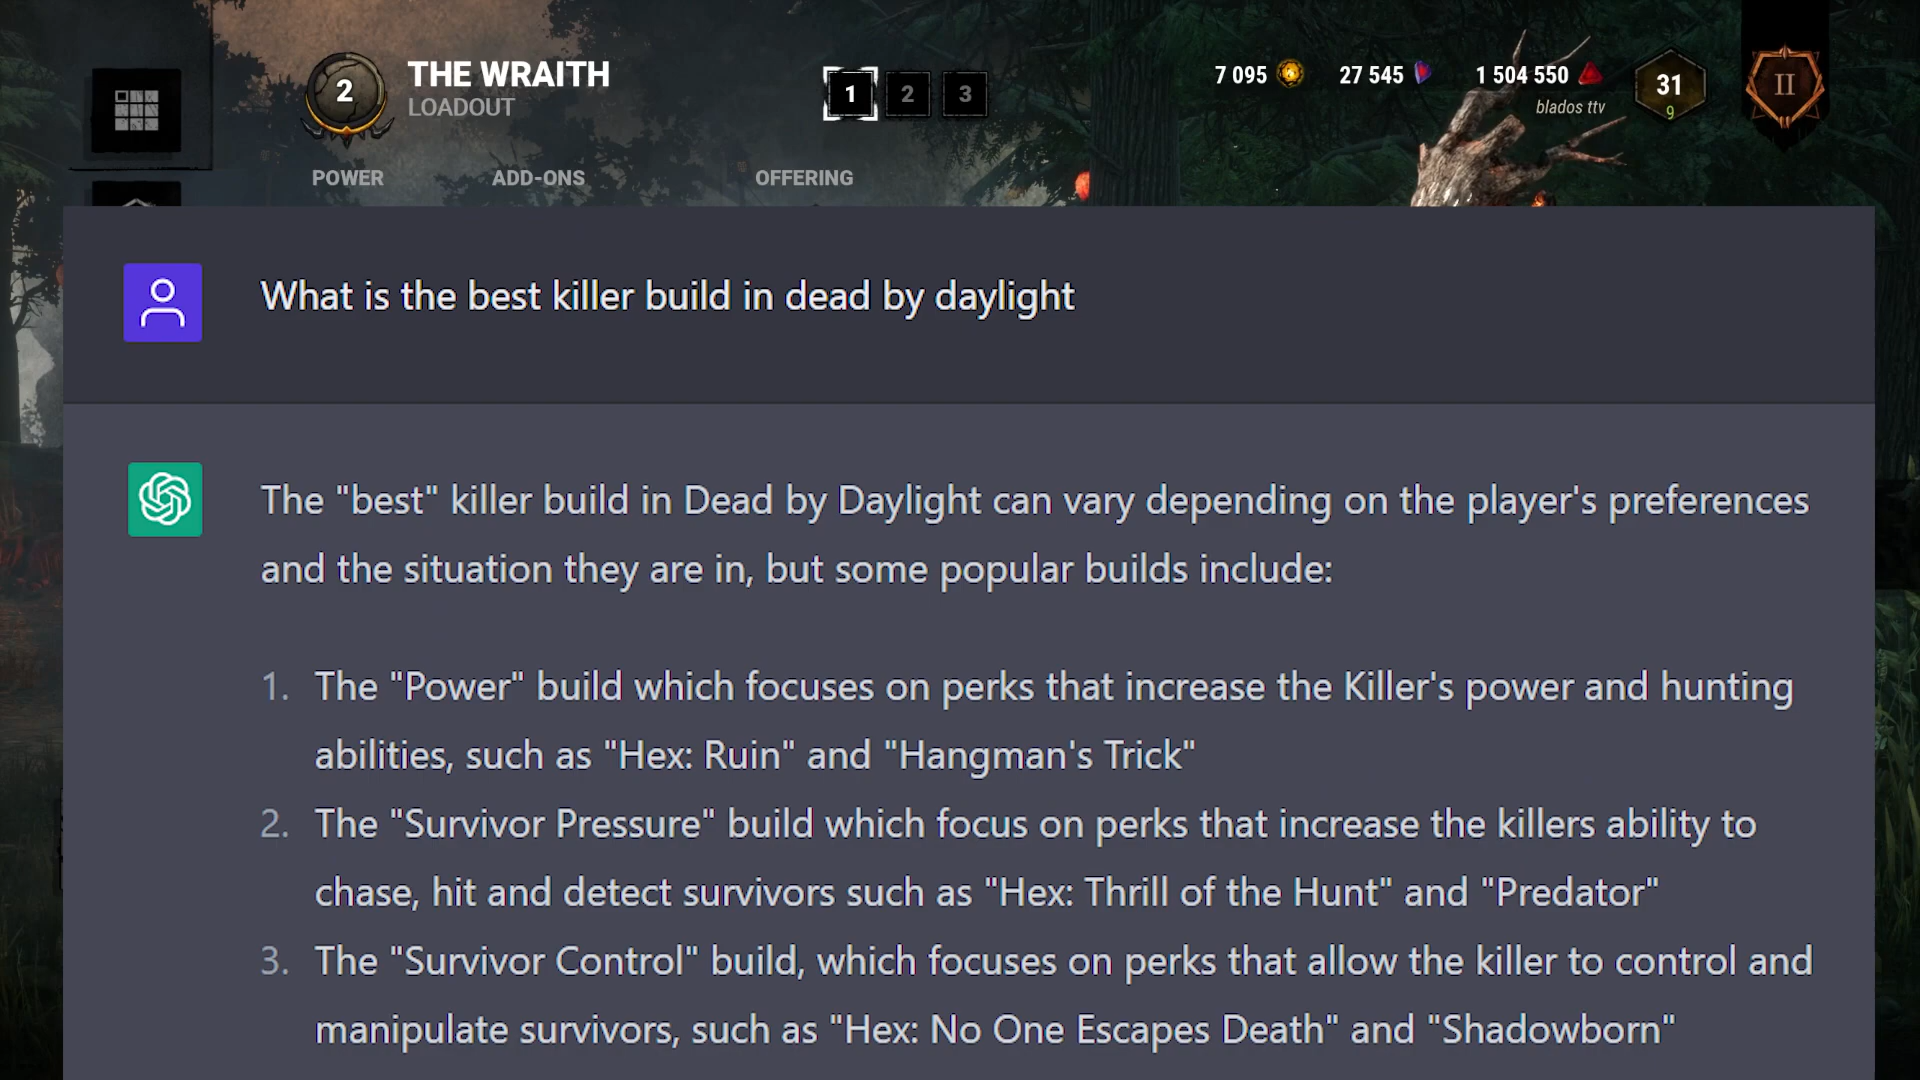 2
THE WRAITH
LOADOUT
1 2 3
7 095 27 545 1 504 550
blados ttv
31
9
II
POWER ADD-ONS OFFERING
What is the best killer build in dead by daylight
The "best" killer build in Dead by Daylight can vary depending on the player's preferences
and the situation they are in, but some popular builds include:
1. The "Power" build which focuses on perks that increase the Killer's power and hunting
abilities, such as "Hex: Ruin" and "Hangman's Trick"
2. The "Survivor Pressure" build which focus on perks that increase the killers ability to
chase, hit and detect survivors such as "Hex: Thrill of the Hunt" and "Predator"
3. The "Survivor Control" build, which focuses on perks that allow the killer to control and
manipulate survivors, such as "Hex: No One Escapes Death" and "Shadowborn"